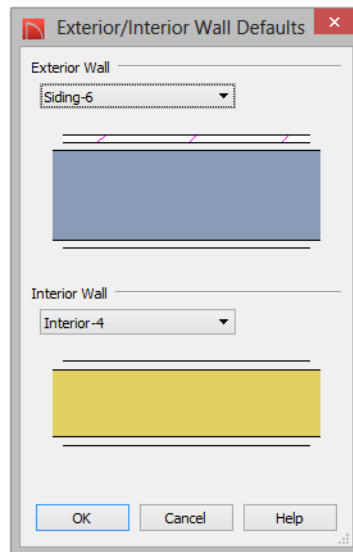 Exterior/Interior Wall Defaults
Exterior Wall
Siding-6
Interior Wall
Interior-4
OK Cancel Help